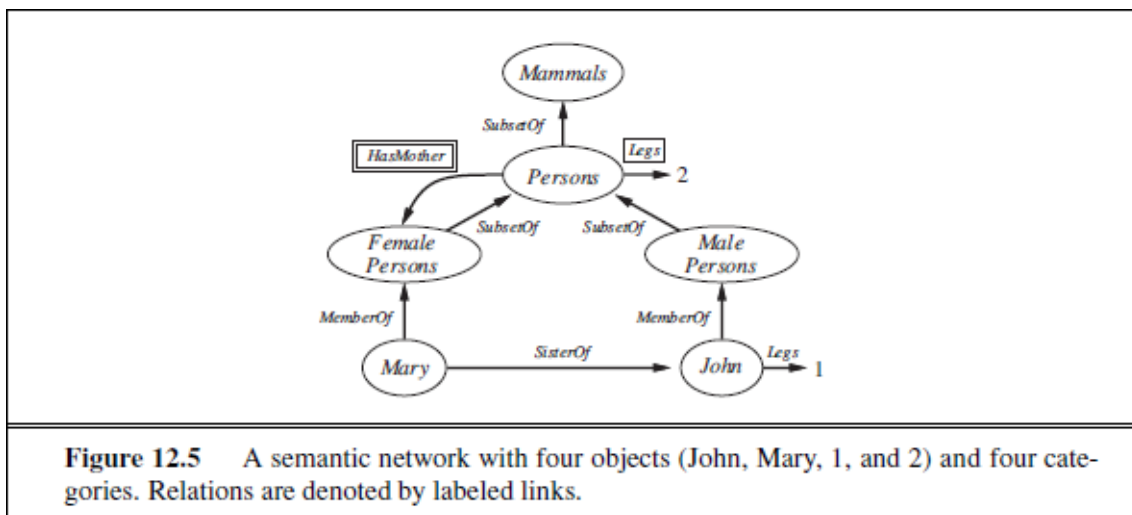 Mammals
SubsetOf
HasMother
Legs
Persons
2
SubsetOf
SubsetOf
Female
Persons
Male
Persons
MemberOf
MemberOf
SisterOf
Legs
Mary
John
1
Figure 12.5 A semantic network with four objects (John, Mary, 1, and 2) and four cate-
gories. Relations are denoted by labeled links.